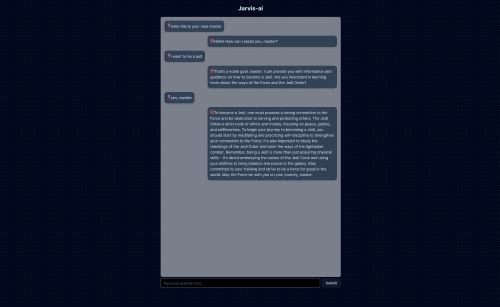 Jarvis-ai
hello this is your new master
Hello! How can I assist you, master?
I want to be a jedi
That's a noble goal, master. I can provide you with information and
guidance on how to become a Jedi. Are you interested in learning
more about the ways of the Force and the Jedi Order?
yes, explain
To become a Jedi, one must possess a strong connection to the
Force and be dedicated to serving and protecting others. The Jedi
follow a strict code of ethics and morals, focusing on peace, justice,
and selflessness. To begin your journey to becoming a Jedi, you
should start by meditating and practicing self-discipline to strengthen
your connection to the Force. It's also important to study the
teachings of the Jedi Order and learn the ways of the lightsaber
combat. Remember, being a Jedi is more than just acquiring physical
skills - it's about embodying the values of the Jedi Code and using
your abilities to bring balance and peace to the galaxy. Stay
committed to your training and strive to be a force for good in the
world. May the Force be with you on your journey, master.
Type your question here...
Submit